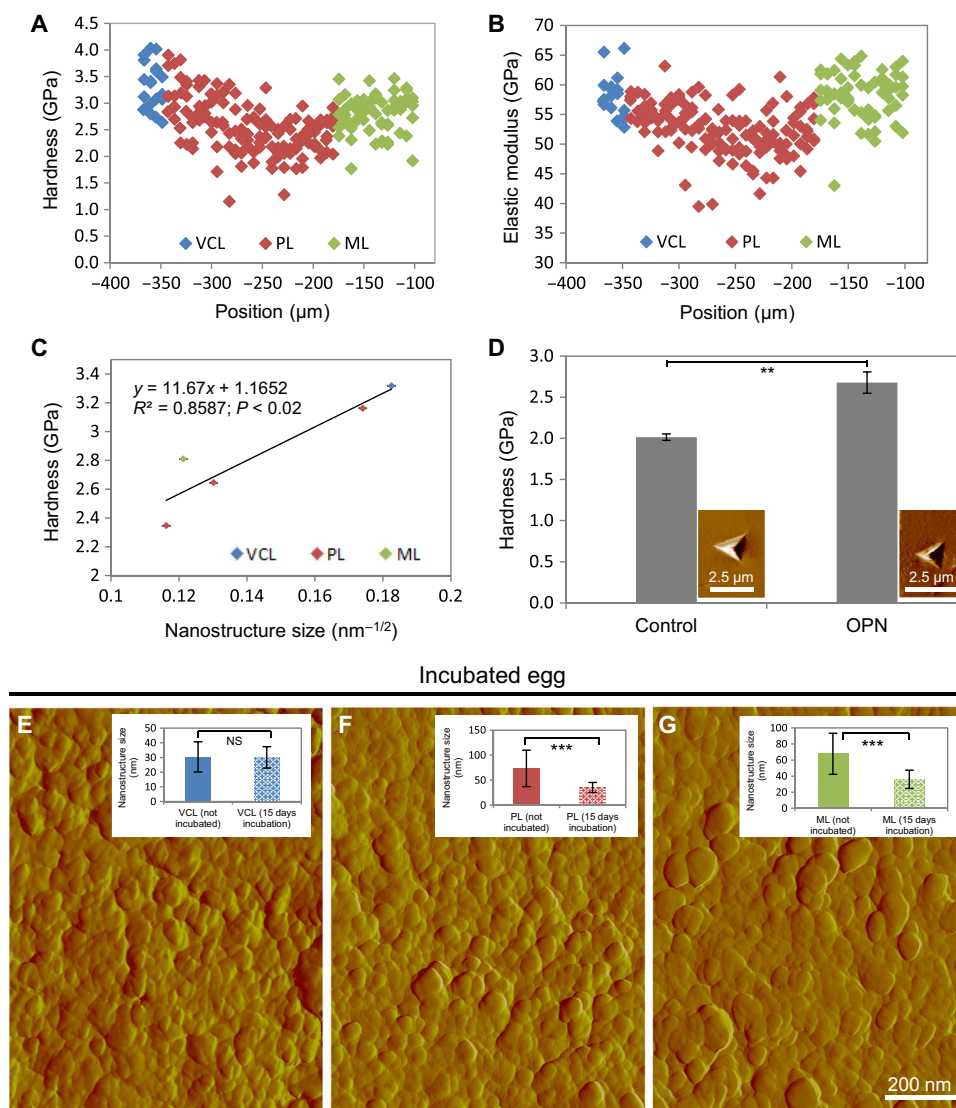 A
Hardness (GPa)
4.5
4.0
3.5
3.0
2.5
2.0
1.5
1.0
0.5
0.0
VCL PL ML
−400 −350 −300 −250 −200 −150 −100
Position (µm)
B
Elastic modulus (GPa)
70
65
60
55
50
45
40
35
30
VCL PL ML
−400 −350 −300 −250 −200 −150 −100
Position (µm)
C
Hardness (GPa)
3.6
3.4
3.2
3
2.8
2.6
2.4
2.2
2
y = 11.67x + 1.1652
R² = 0.8587; P < 0.02
VCL PL ML
0.1 0.12 0.14 0.16 0.18 0.2
Nanostructure size (nm⁻¹/²)
D
Hardness (GPa)
3.0
2.5
2.0
1.5
1.0
0.5
0.0
**
2.5 µm 2.5 µm
Control OPN
Incubated egg
E
Nanostructure size
(nm)
50
40
30
20
10
0
NS
VCL (not VCL (15 days
incubated) incubation)
F
Nanostructure size
(nm)
150
100
75
50
0
***
PL (not PL (15 days
incubated) incubation)
G
Nanostructure size
(nm)
100
80
60
40
20
0
***
ML (not ML (15 days
incubated) incubation)
200 nm